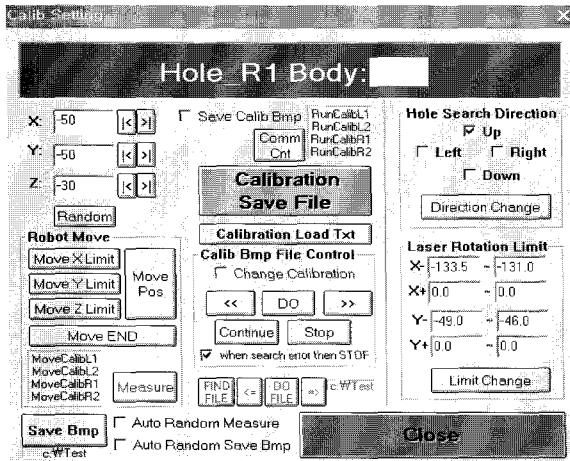 Calib Setting
Hole_R1 Body:
X: -50 |< >|
Y: -50 |< >|
Z: -30 |< >|
Random
Save Calib Bmp
Comm Cnt
RunCalibL1
RunCalibL2
RunCalibR1
RunCalibR2
Calibration
Save File
Calibration Load Txt
Hole Search Direction
Up
Left Right
Down
Direction Change
Robot Move
Move X Limit
Move Y Limit
Move Z Limit
Move Pos
Move END
MoveCalibL1
MoveCalibL2
MoveCalibR1
MoveCalibR2
Measure
Calib Bmp File Control
Change Calibration
<< DO >>
Continue Stop
when search error then STOP
FIND FILE <= DO FILE => c:₩Test
Laser Rotation Limit
X- -133.5 ~ -131.0
X+ 0.0 ~ 0.0
Y- -49.0 ~ -46.0
Y+ 0.0 ~ 0.0
Limit Change
Save Bmp
c:₩Test
Auto Random Measure
Auto Random Save Bmp
Close